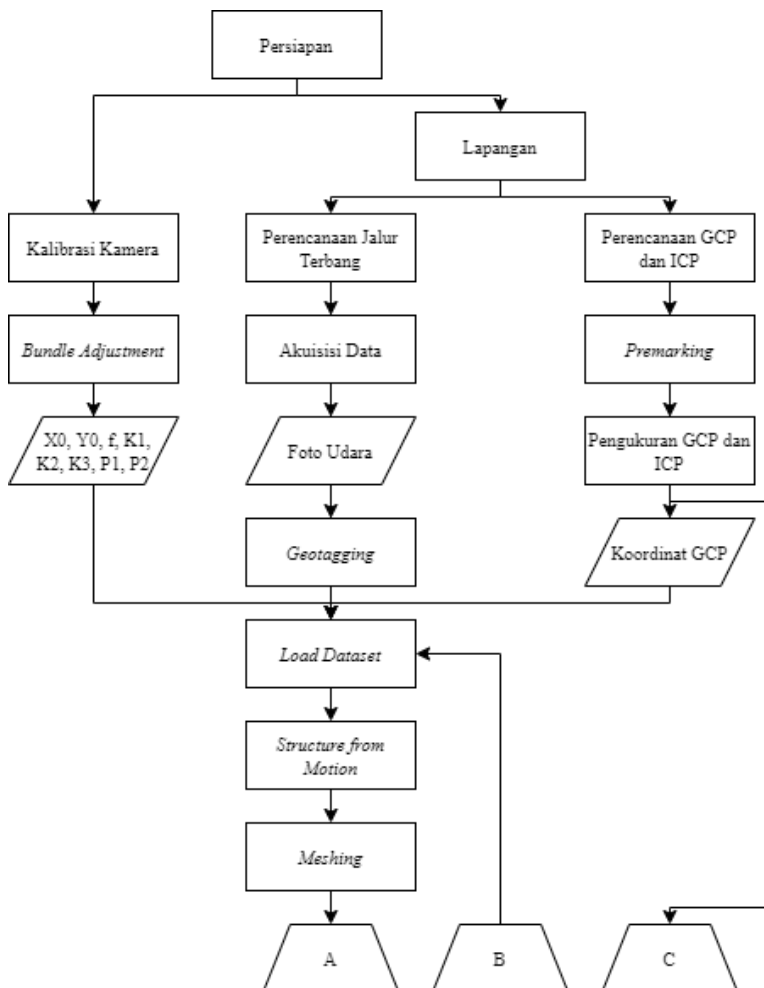 Persiapan
Lapangan
Kalibrasi Kamera
Perencanaan Jalur
Terbang
Perencanaan GCP
dan ICP
Bundle Adjustment
Akuisisi Data
Premarking
X0, Y0, f, K1,
K2, K3, P1, P2
Foto Udara
Pengukuran GCP dan
ICP
Geotagging
Koordinat GCP
Load Dataset
Structure from
Motion
Meshing
A
B
C